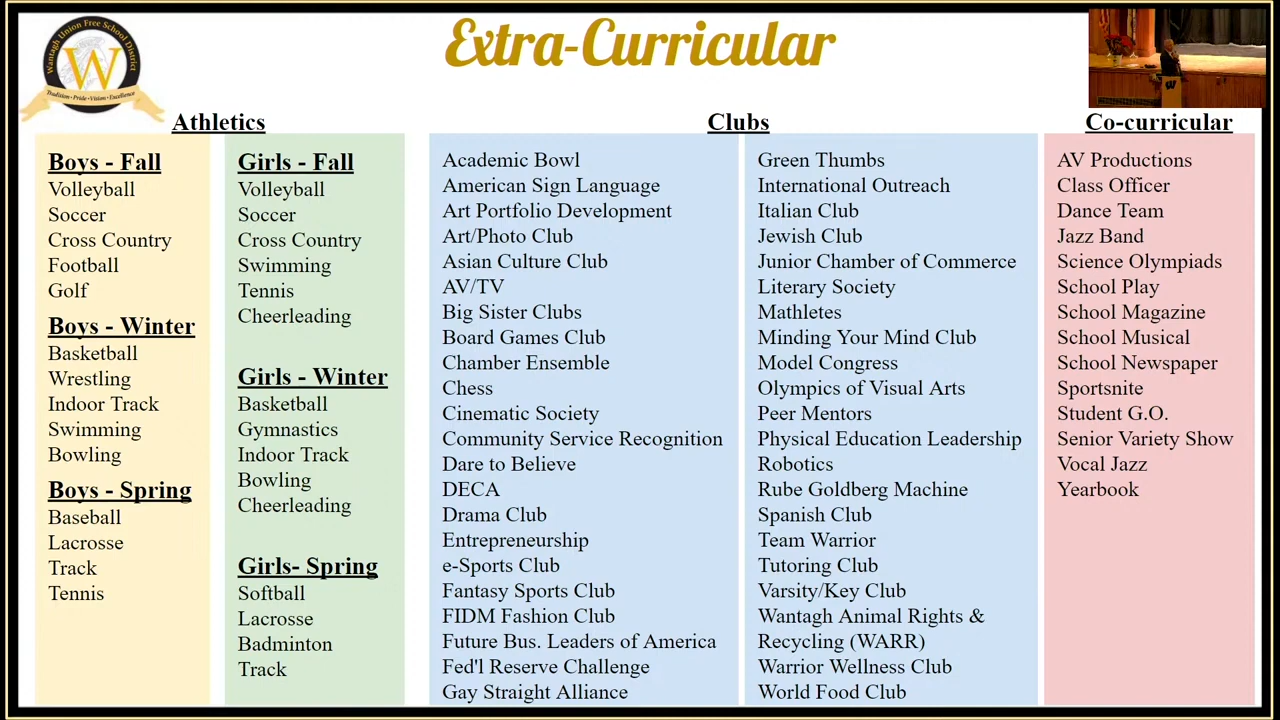 Wantagh Union Free School District
W
Tradition • Pride • Vision • Excellence
Extra-Curricular
W
Athletics
Boys - Fall
Volleyball
Soccer
Cross Country
Football
Golf
Boys - Winter
Basketball
Wrestling
Indoor Track
Swimming
Bowling
Boys - Spring
Baseball
Lacrosse
Track
Tennis
Girls - Fall
Volleyball
Soccer
Cross Country
Swimming
Tennis
Cheerleading
Girls - Winter
Basketball
Gymnastics
Indoor Track
Bowling
Cheerleading
Girls- Spring
Softball
Lacrosse
Badminton
Track
Clubs
Academic Bowl
American Sign Language
Art Portfolio Development
Art/Photo Club
Asian Culture Club
AV/TV
Big Sister Clubs
Board Games Club
Chamber Ensemble
Chess
Cinematic Society
Community Service Recognition
Dare to Believe
DECA
Drama Club
Entrepreneurship
e-Sports Club
Fantasy Sports Club
FIDM Fashion Club
Future Bus. Leaders of America
Fed'l Reserve Challenge
Gay Straight Alliance
Green Thumbs
International Outreach
Italian Club
Jewish Club
Junior Chamber of Commerce
Literary Society
Mathletes
Minding Your Mind Club
Model Congress
Olympics of Visual Arts
Peer Mentors
Physical Education Leadership
Robotics
Rube Goldberg Machine
Spanish Club
Team Warrior
Tutoring Club
Varsity/Key Club
Wantagh Animal Rights &
Recycling (WARR)
Warrior Wellness Club
World Food Club
Co-curricular
AV Productions
Class Officer
Dance Team
Jazz Band
Science Olympiads
School Play
School Magazine
School Musical
School Newspaper
Sportsnite
Student G.O.
Senior Variety Show
Vocal Jazz
Yearbook